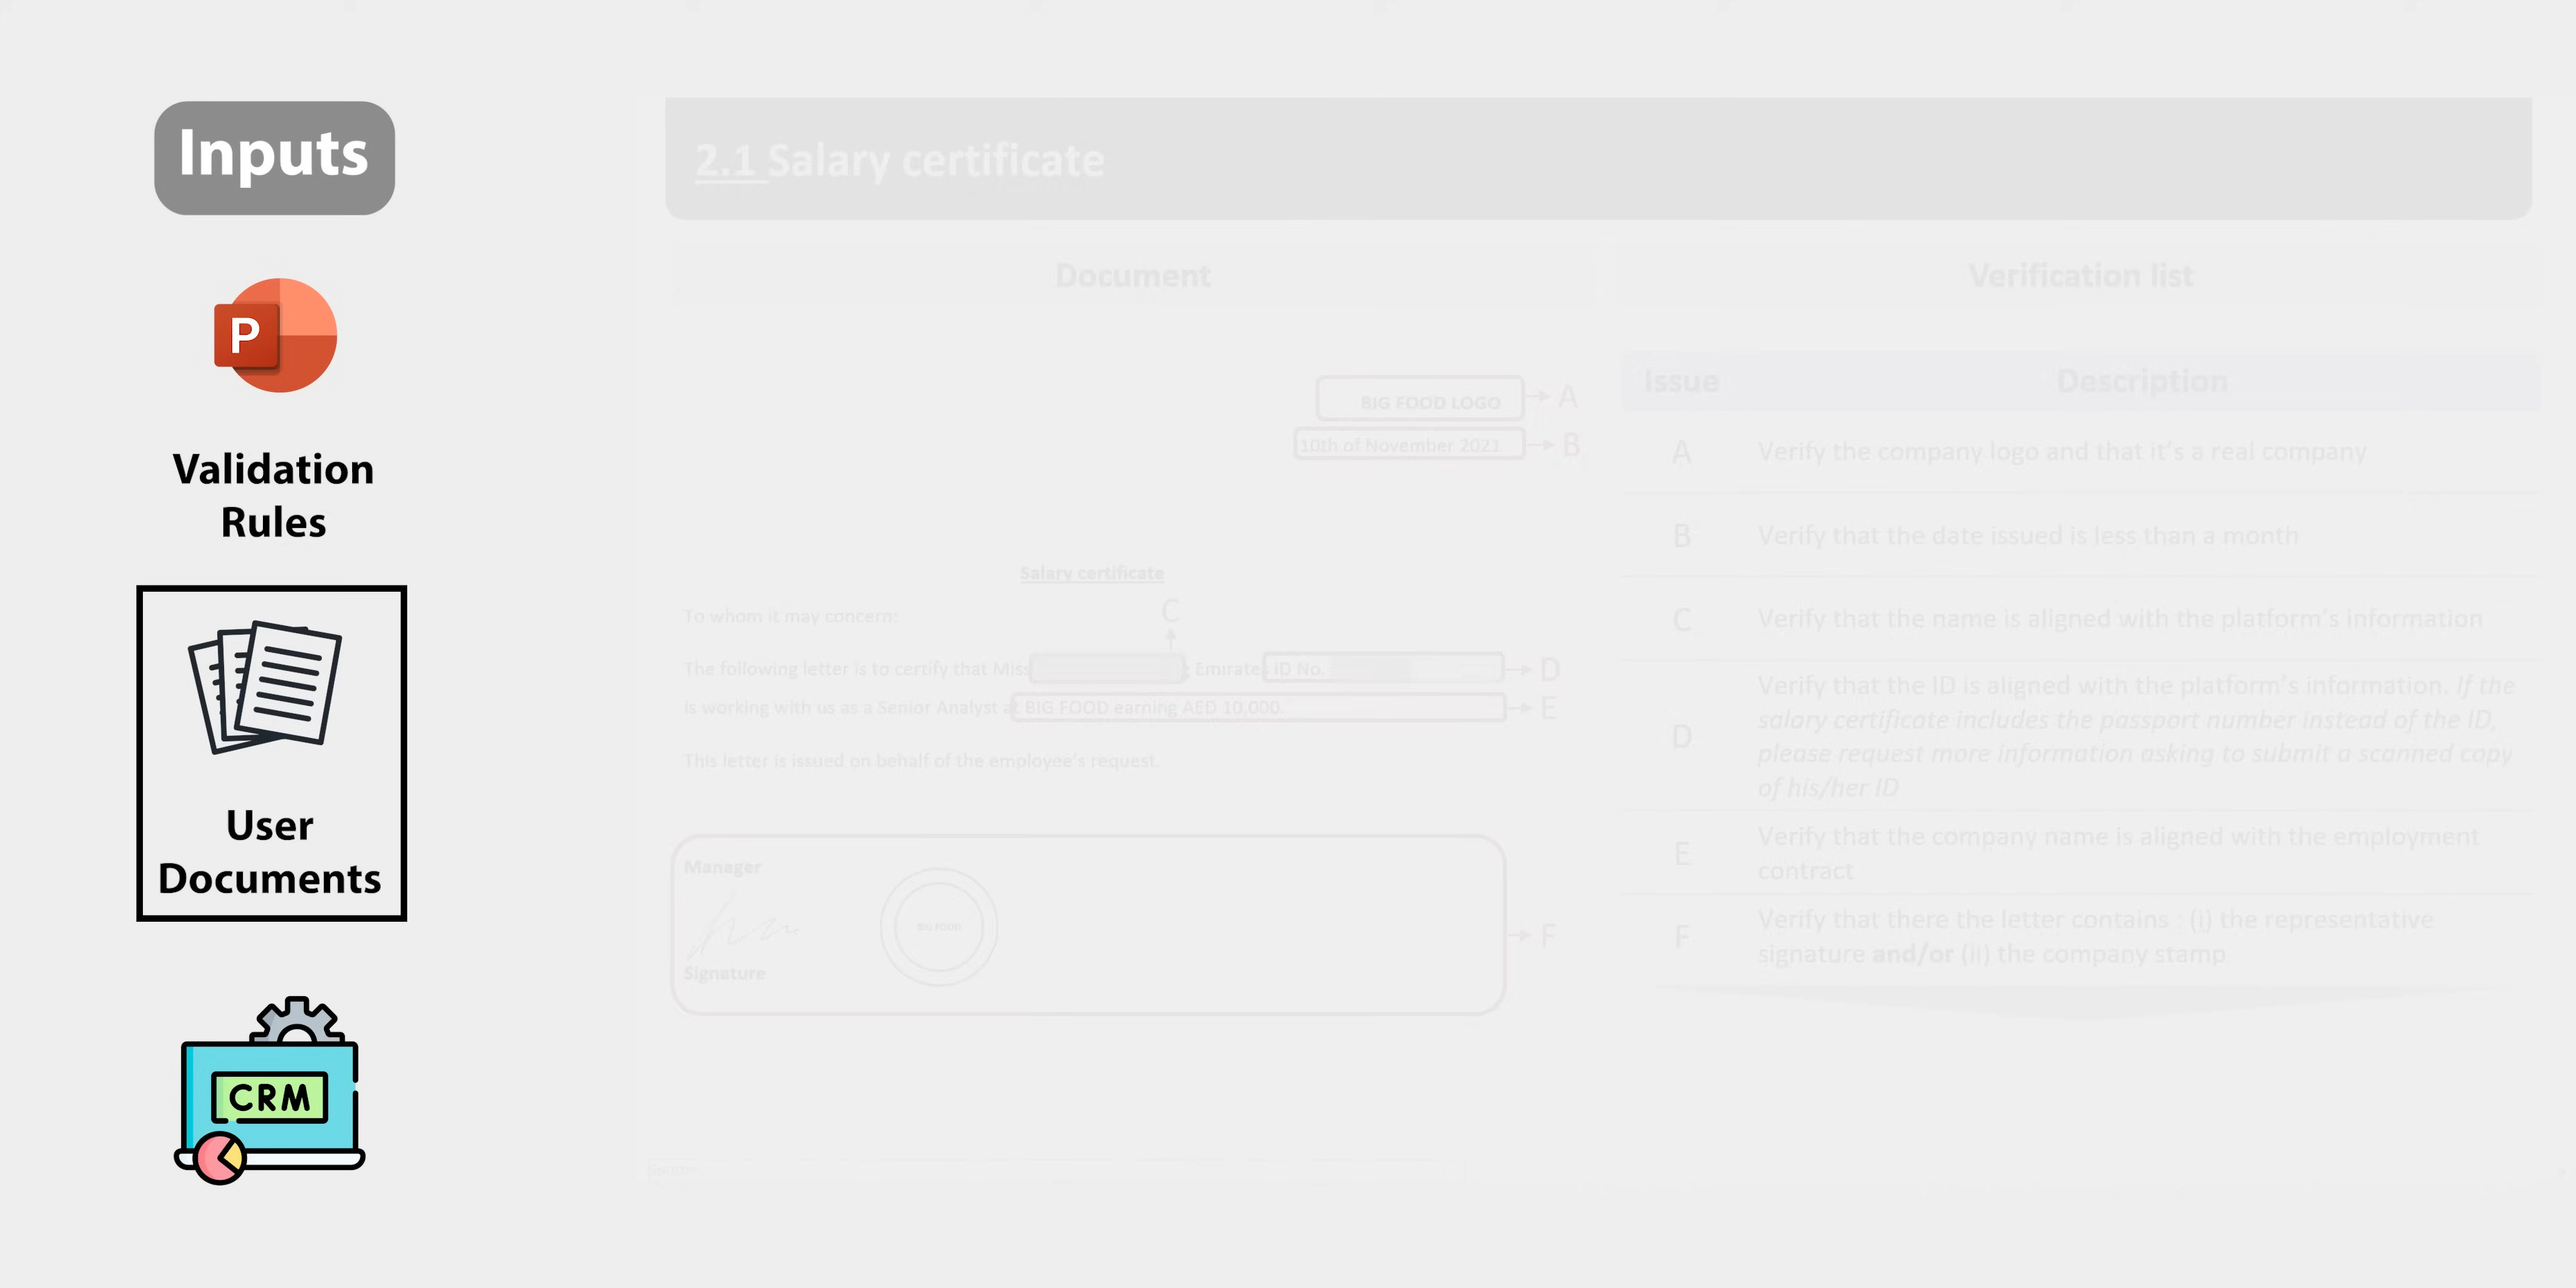 Inputs
P
Validation
Rules
User
Documents
CRM
2.1 Salary certificate
Document
BIG FOOD LOGO
A
10th of November 2021
B
Salary certificate
To whom it may concern:
C
The following letter is to certify that Miss Emirates ID No.
D
is working with us as a Senior Analyst at BIG FOOD earning AED 10,000
E
This letter is issued on behalf of the employee's request.
Manager
BIG FOOD
Signature
F
Verification list
Issue Description
A Verify the company logo and that it's a real company
B Verify that the date issued is less than a month
C Verify that the name is aligned with the platform's information
D Verify that the ID is aligned with the platform's information. If the
salary certificate includes the passport number instead of the ID,
please request more information asking to submit a scanned copy
of his/her ID
E Verify that the company name is aligned with the employment
contract
F Verify that there the letter contains : (i) the representative
signature and/or (ii) the company stamp